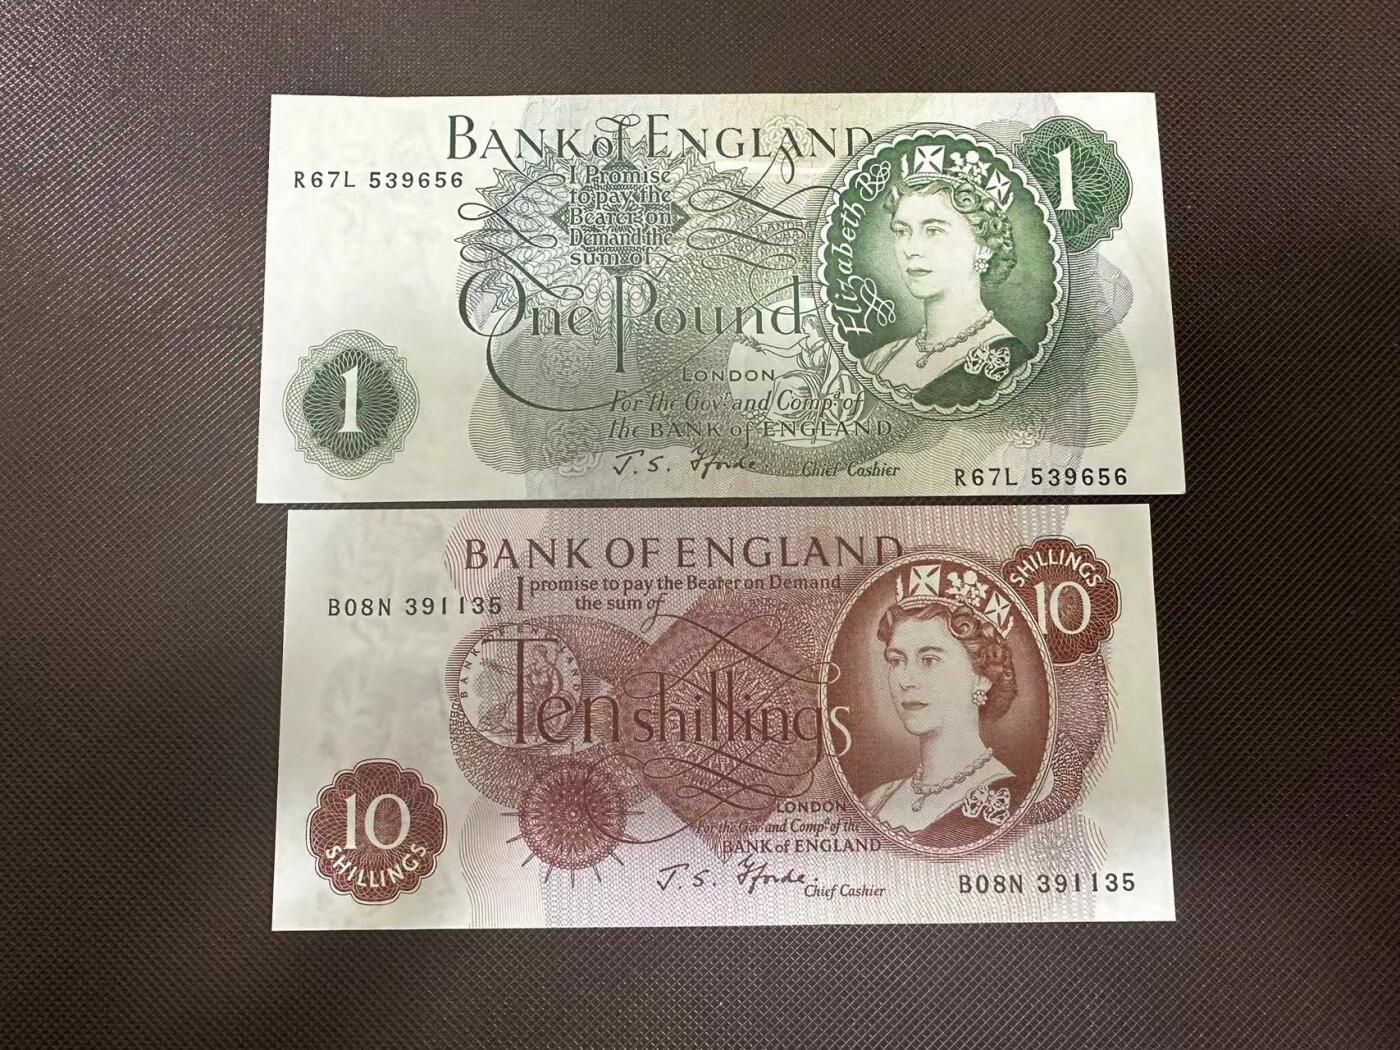 BANK of ENGLAND
1
R67L 539656
I Promise
to pay the
Bearer on
Demand the
sum of
One Pound
Elizabeth R
LONDON
For the Govr. and Compa. of
the BANK of ENGLAND
1
J. S. Fforde
Chief Cashier
R67L 539656
BANK OF ENGLAND
I promise to pay the Bearer on Demand
the sum of
SHILLINGS
10
B08N 391135
BANK OF ENGLAND
Ten shillings
10
SHILLINGS
LONDON
For the Govr. and Compa. of the
BANK of ENGLAND
J. S. Fforde.
Chief Cashier
B08N 391135